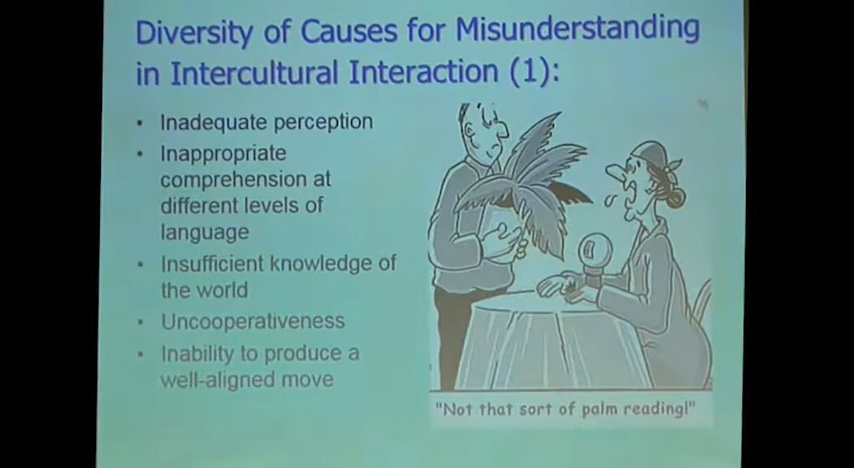 Diversity of Causes for Misunderstanding
in Intercultural Interaction (1):
• Inadequate perception
• Inappropriate
comprehension at
different levels of
language
• Insufficient knowledge of
the world
• Uncooperativeness
• Inability to produce a
well-aligned move
"Not that sort of palm reading!"